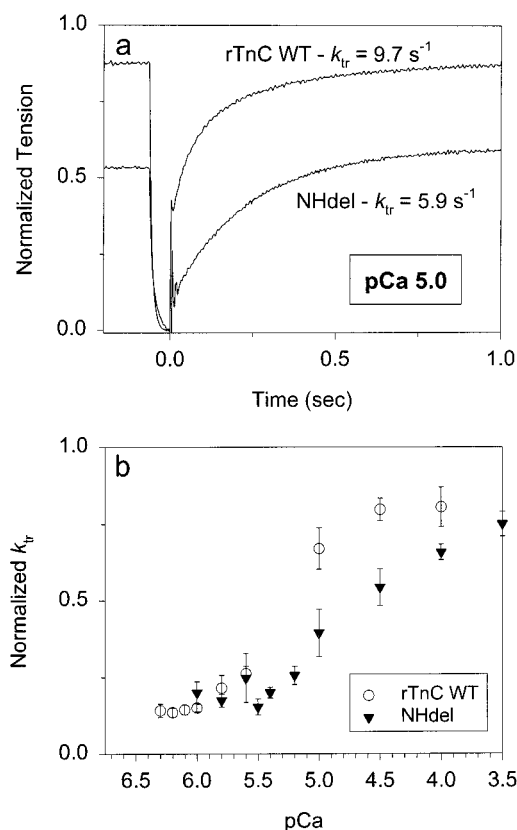 a
1.0
0.5
0.0
Normalized Tension
rTnC WT - ktr = 9.7 s-1
NHdel - ktr = 5.9 s-1
pCa 5.0
0.0 0.5 1.0
Time (sec)
b
1.0
0.5
0.0
Normalized ktr
rTnC WT
NHdel
6.5 6.0 5.5 5.0 4.5 4.0 3.5
pCa